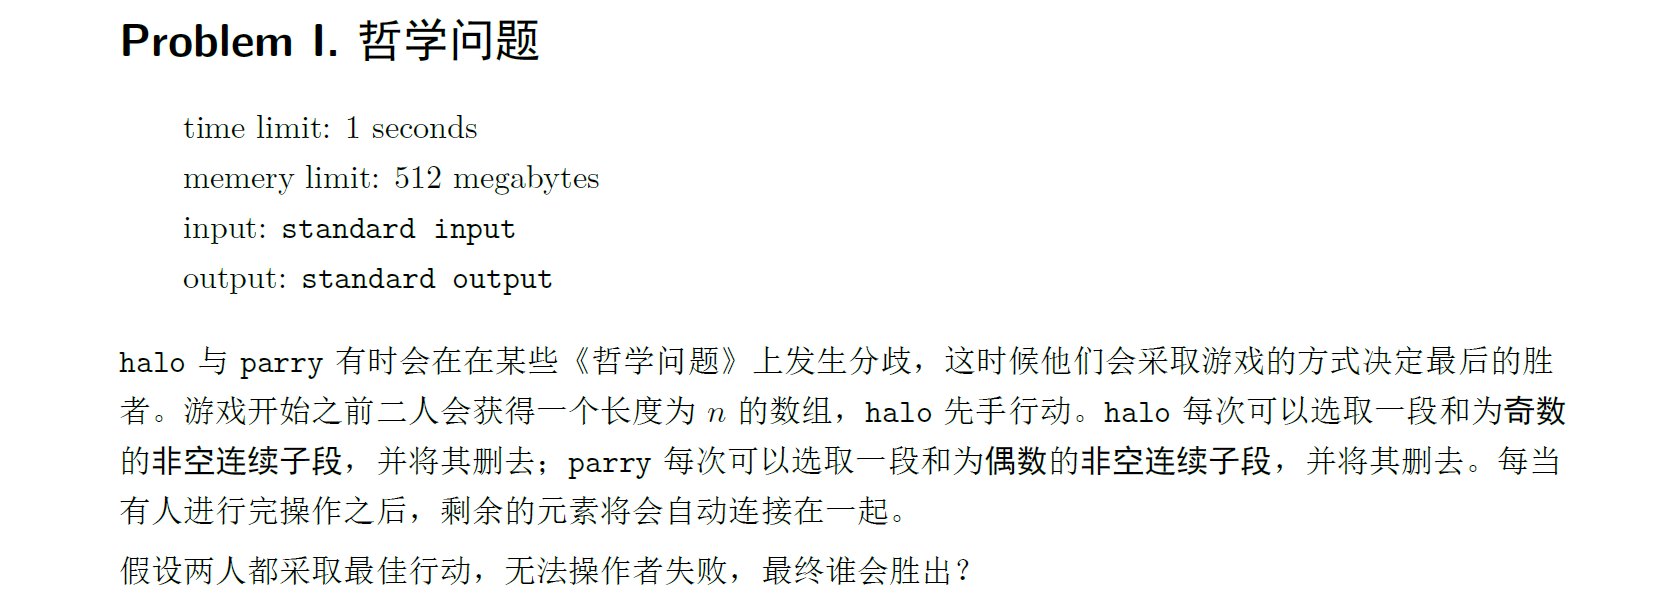 Problem I. 哲学问题
time limit: 1 seconds
memery limit: 512 megabytes
input: standard input
output: standard output
halo 与 parry 有时会在在某些《哲学问题》上发生分歧，这时候他们会采取游戏的方式决定最后的胜
者。游戏开始之前二人会获得一个长度为 n 的数组，halo 先手行动。halo 每次可以选取一段和为奇数
的非空连续子段，并将其删去；parry 每次可以选取一段和为偶数的非空连续子段，并将其删去。每当
有人进行完操作之后，剩余的元素将会自动连接在一起。
假设两人都采取最佳行动，无法操作者失败，最终谁会胜出？